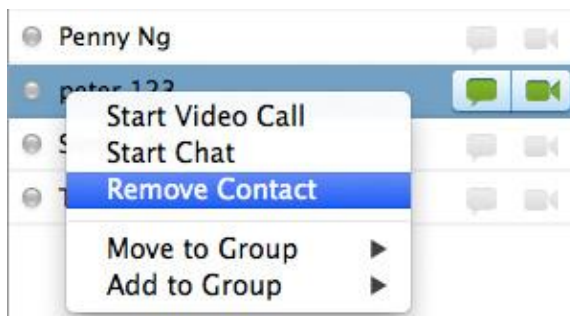 Penny Ng
peter 123
Start Video Call
Start Chat
Remove Contact
Move to Group
Add to Group